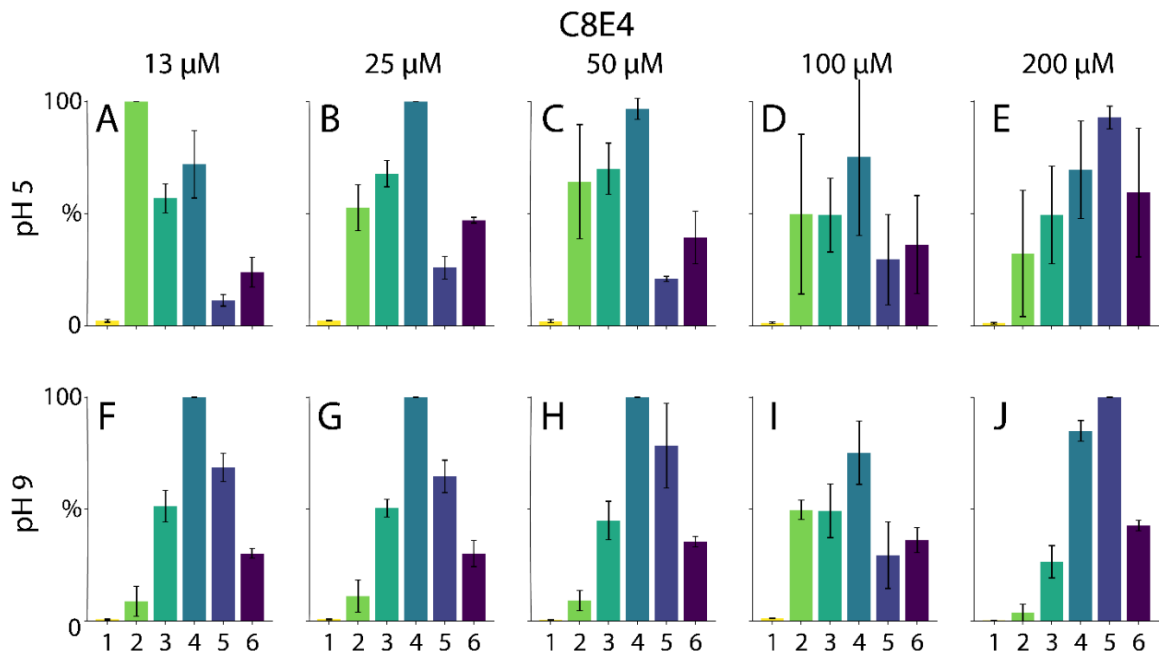 C8E4
13 μM 25 μM 50 μM 100 μM 200 μM
100 A B C D E
pH 5 %
0
100 F G H I J
pH 9 %
0
1 2 3 4 5 6 1 2 3 4 5 6 1 2 3 4 5 6 1 2 3 4 5 6 1 2 3 4 5 6